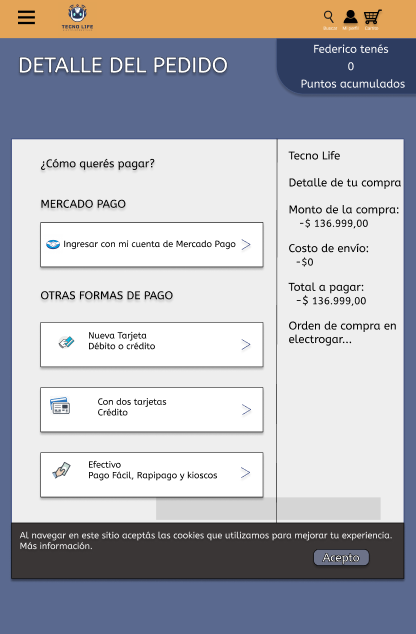 TECNO LIFE
Buscar
Mi perfil
Carrito
Federico tenés
0
Puntos acumulados
DETALLE DEL PEDIDO
¿Cómo querés pagar?
MERCADO PAGO
Ingresar con mi cuenta de Mercado Pago
OTRAS FORMAS DE PAGO
Nueva Tarjeta
Débito o crédito
Con dos tarjetas
Crédito
Efectivo
Pago Fácil, Rapipago y kioscos
Tecno Life
Detalle de tu compra
Monto de la compra:
-$ 136.999,00
Costo de envío:
-$0
Total a pagar:
-$ 136.999,00
Orden de compra en
electrogar...
Al navegar en este sitio aceptás las cookies que utilizamos para mejorar tu experiencia.
Más información.
Acepto